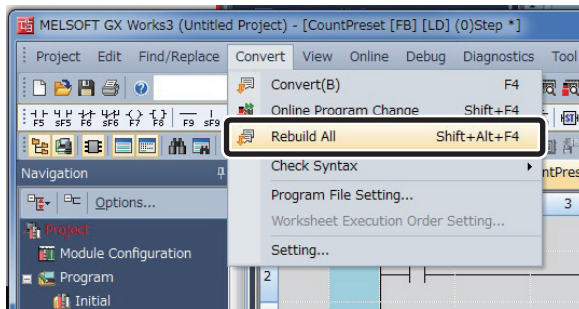 MELSOFT GX Works3 (Untitled Project) - [CountPreset [FB] [LD] (0)Step *]
Project Edit Find/Replace Convert View Online Debug Diagnostics Tool
F5 sF5 F6 sF6 F7 F8 F9 sF9
Convert(B) F4
Online Program Change Shift+F4
Rebuild All Shift+Alt+F4
Check Syntax
Program File Setting...
Worksheet Execution Order Setting...
Setting...
Navigation
Options...
Project
Module Configuration
Program
Initial
ntPres
3
2